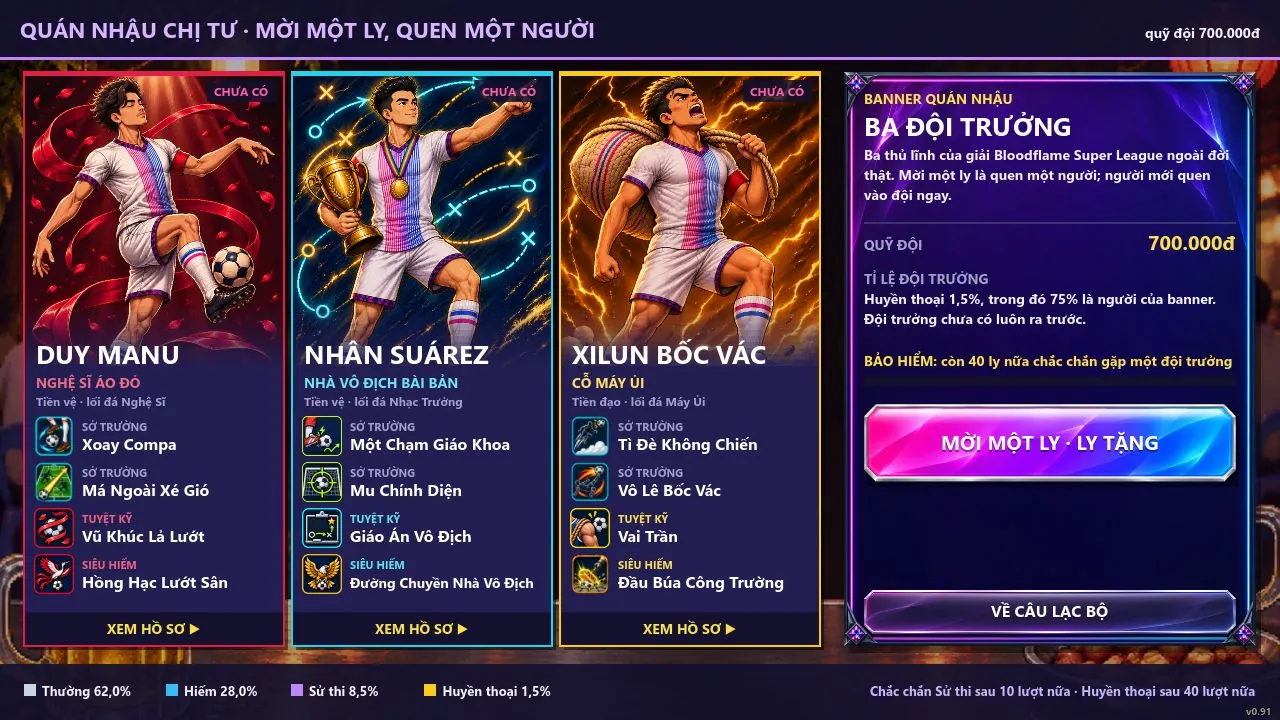 QUÁN NHẬU CHỊ TƯ · MỜI MỘT LY, QUEN MỘT NGƯỜI
quỹ đội 700.000đ
CHƯA CÓ
DUY MANU
NGHỆ SĨ ÁO ĐỎ
Tiền vệ · lối đá Nghệ Sĩ
SỞ TRƯỜNG
Xoay Compa
SỞ TRƯỜNG
Má Ngoài Xé Gió
TUYỆT KỸ
Vũ Khúc Lả Lướt
SIÊU HIẾM
Hồng Hạc Lướt Sân
XEM HỒ SƠ ▶
CHƯA CÓ
NHÂN SUÁREZ
NHÀ VÔ ĐỊCH BÀI BẢN
Tiền vệ · lối đá Nhạc Trưởng
SỞ TRƯỜNG
Một Chạm Giáo Khoa
SỞ TRƯỜNG
Mu Chính Diện
TUYỆT KỸ
Giáo Án Vô Địch
SIÊU HIẾM
Đường Chuyền Nhà Vô Địch
XEM HỒ SƠ ▶
CHƯA CÓ
XILUN BỐC VÁC
CỖ MÁY ỦI
Tiền đạo · lối đá Máy Ủi
SỞ TRƯỜNG
Tì Đè Không Chiến
SỞ TRƯỜNG
Vô Lê Bốc Vác
TUYỆT KỸ
Vai Trần
SIÊU HIẾM
Đầu Búa Công Trường
XEM HỒ SƠ ▶
BANNER QUÁN NHẬU
BA ĐỘI TRƯỞNG
Ba thủ lĩnh của giải Bloodflame Super League ngoài đời
thật. Mời một ly là quen một người; người mới quen
vào đội ngay.
QUỸ ĐỘI
700.000đ
TỈ LỆ ĐỘI TRƯỞNG
Huyền thoại 1,5%, trong đó 75% là người của banner.
Đội trưởng chưa có luôn ra trước.
BẢO HIỂM: còn 40 ly nữa chắc chắn gặp một đội trưởng
MỜI MỘT LY · LY TẶNG
VỀ CÂU LẠC BỘ
Thường 62,0%
Hiếm 28,0%
Sử thi 8,5%
Huyền thoại 1,5%
Chắc chắn Sử thi sau 10 lượt nữa · Huyền thoại sau 40 lượt nữa
v0.91